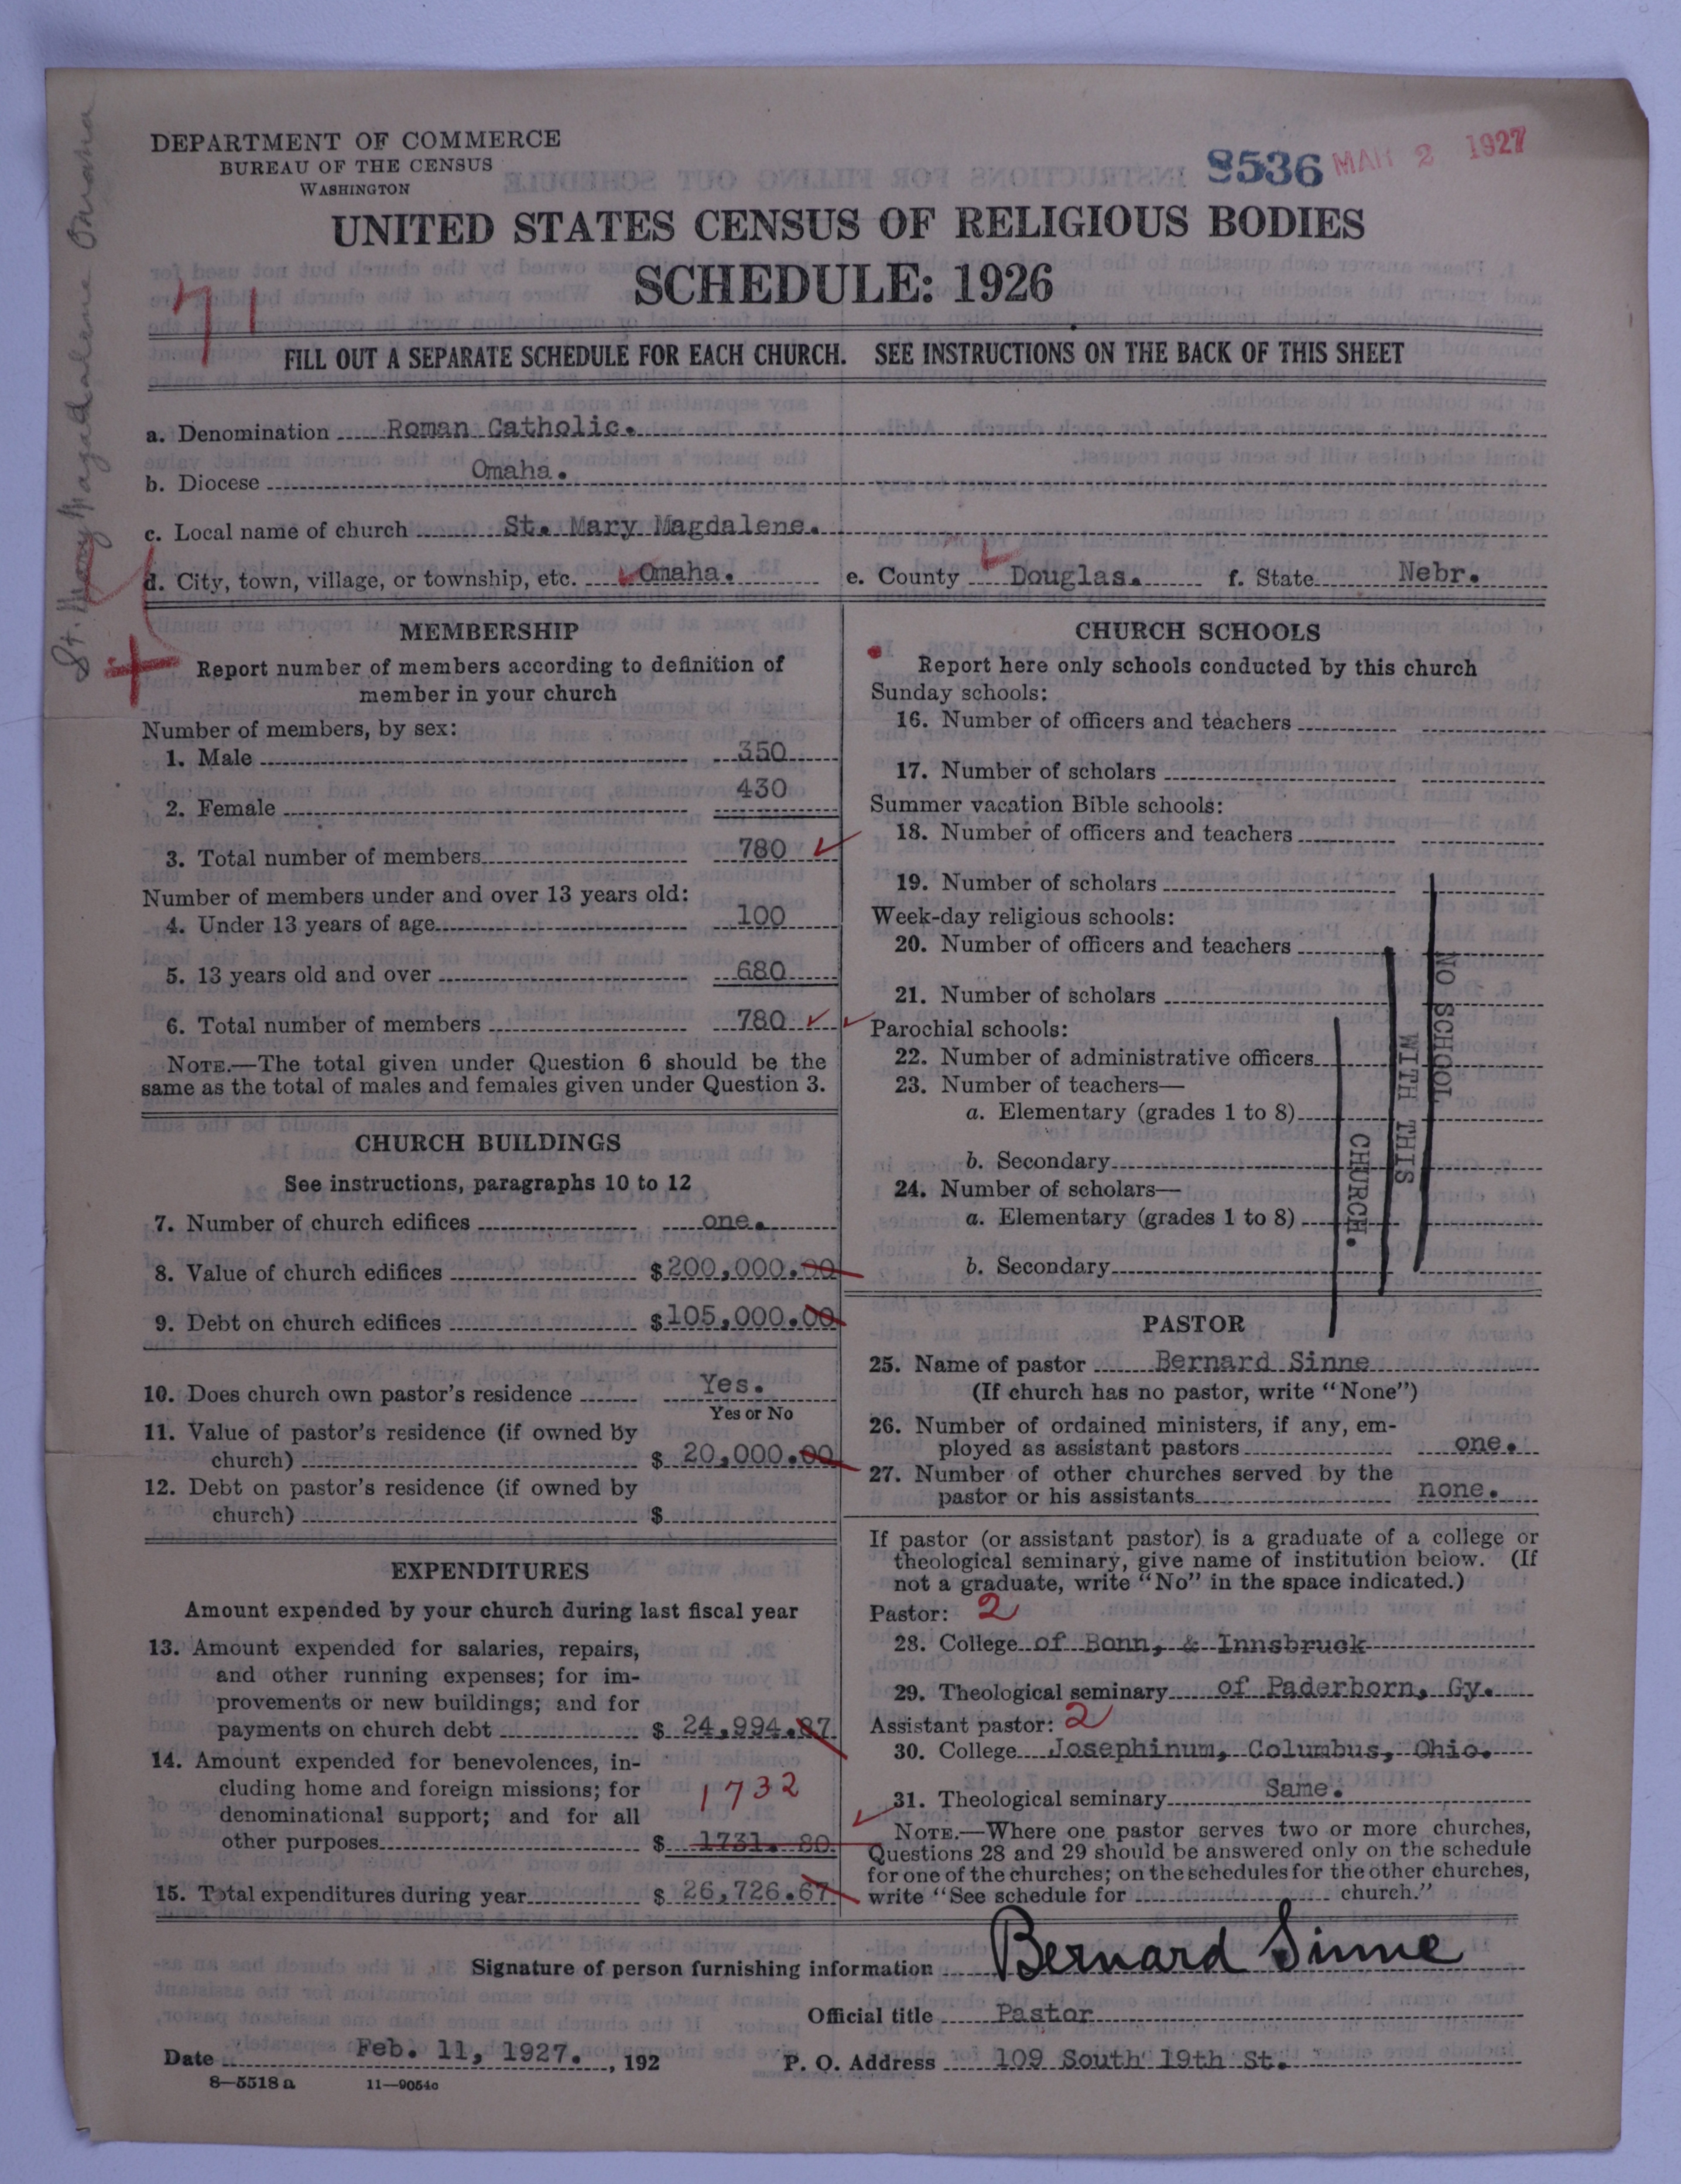 DEPARTMENT OF COMMERCE
BUREAU OF THE CENSUS
WASHINGTON
8536 MAR 2 1927
UNITED STATES CENSUS OF RELIGIOUS BODIES
SCHEDULE: 1926
71
FILL OUT A SEPARATE SCHEDULE FOR EACH CHURCH. SEE INSTRUCTIONS ON THE BACK OF THIS SHEET
St. Mary Magdalene Omaha
a. Denomination Roman Catholic.
b. Diocese Omaha.
c. Local name of church St. Mary Magdalene.
d. City, town, village, or township, etc. Omaha. e. County Douglas. f. State Nebr.
MEMBERSHIP
Report number of members according to definition of
member in your church
Number of members, by sex:
1. Male 350
2. Female 430
3. Total number of members 780
Number of members under and over 13 years old:
4. Under 13 years of age 100
5. 13 years old and over 680
6. Total number of members 780
NOTE.—The total given under Question 6 should be the
same as the total of males and females given under Question 3.
CHURCH BUILDINGS
See instructions, paragraphs 10 to 12
7. Number of church edifices one.
8. Value of church edifices $200,000.00
9. Debt on church edifices $105,000.00
10. Does church own pastor's residence Yes.
Yes or No
11. Value of pastor's residence (if owned by
church) $ 20,000.00
12. Debt on pastor's residence (if owned by
church) $
EXPENDITURES
Amount expended by your church during last fiscal year
13. Amount expended for salaries, repairs,
and other running expenses; for im-
provements or new buildings; and for
payments on church debt $ 24,994.87
14. Amount expended for benevolences, in-
cluding home and foreign missions; for
denominational support; and for all
1732
other purposes $ 1731. 80
15. Total expenditures during year $ 26,726.67
CHURCH SCHOOLS
Report here only schools conducted by this church
Sunday schools:
16. Number of officers and teachers
17. Number of scholars
Summer vacation Bible schools:
18. Number of officers and teachers
19. Number of scholars
Week-day religious schools:
20. Number of officers and teachers
21. Number of scholars
Parochial schools:
22. Number of administrative officers
23. Number of teachers—
a. Elementary (grades 1 to 8)
b. Secondary
24. Number of scholars—
a. Elementary (grades 1 to 8)
b. Secondary
NO SCHOOL
WITH THIS
CHURCH.
PASTOR
25. Name of pastor Bernard Sinne
(If church has no pastor, write "None")
26. Number of ordained ministers, if any, em-
ployed as assistant pastors one.
27. Number of other churches served by the
pastor or his assistants none.
If pastor (or assistant pastor) is a graduate of a college or
theological seminary, give name of institution below. (If
not a graduate, write "No" in the space indicated.)
Pastor: 2
28. College of Bonn, & Innsbruck
29. Theological seminary of Paderborn, Gy.
Assistant pastor: 2
30. College Josephinum, Columbus, Ohio.
31. Theological seminary Same.
NOTE.—Where one pastor serves two or more churches,
Questions 28 and 29 should be answered only on the schedule
for one of the churches; on the schedules for the other churches,
write "See schedule for church."
Signature of person furnishing information Bernard Sinne
Official title Pastor
Date Feb. 11, 1927. , 192 P. O. Address 109 South 19th St.
8—5518 a 11—9054c